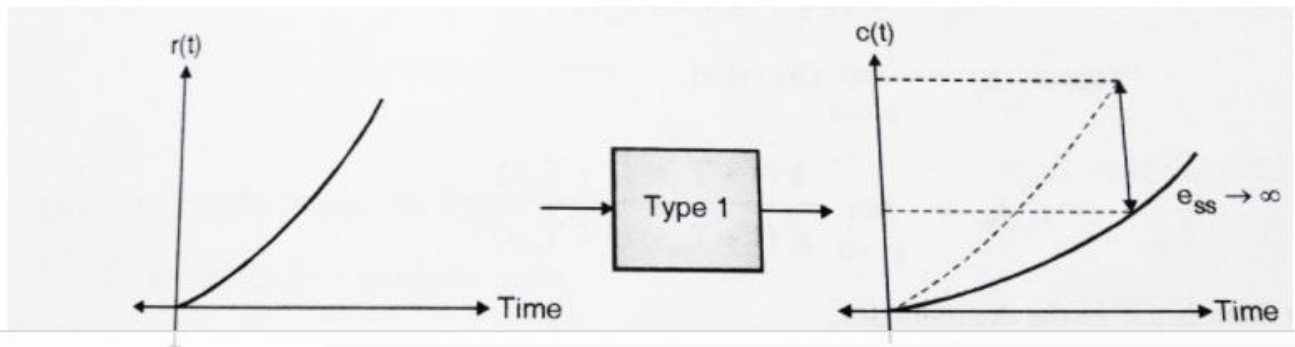 r(t)
Time
Type 1
c(t)
e_ss → ∞
Time